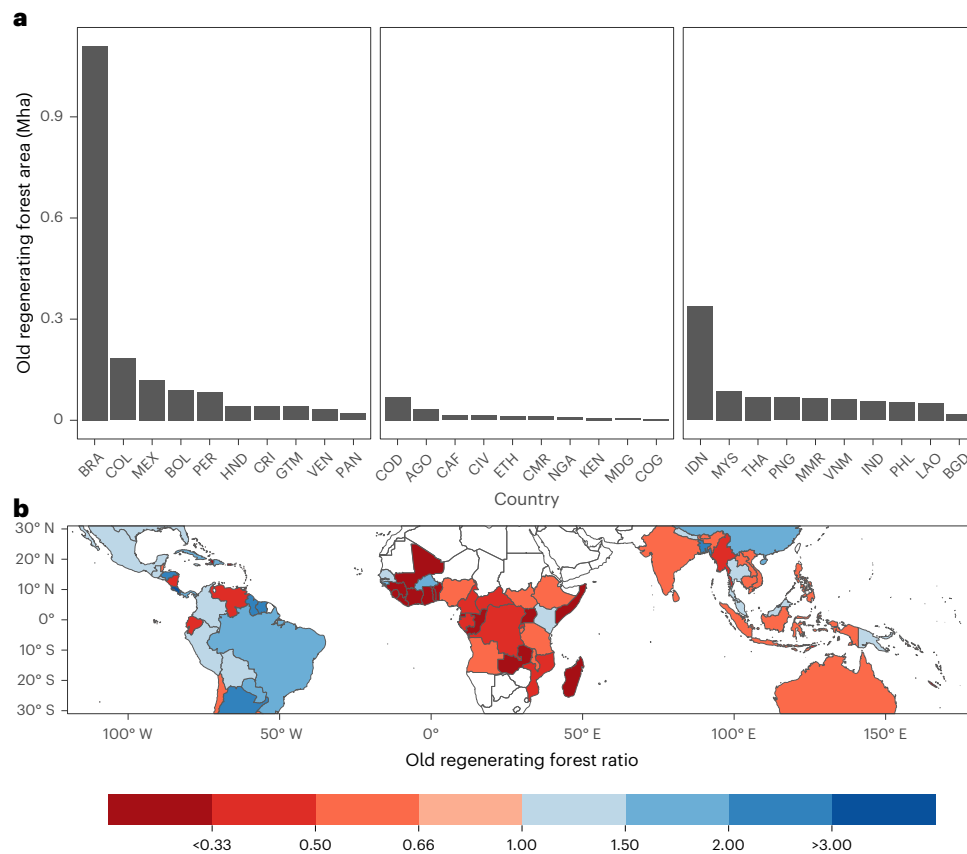 a
Old regenerating forest area (Mha)
0.9
0.6
0.3
0
BRA COL MEX BOL PER HND CRI GTM VEN PAN COD AGO CAF CIV ETH CMR NGA KEN MDG COG IDN MYS THA PNG MMR VNM IND PHL LAO BGD
Country
b
30° N
20° N
10° N
0°
10° S
20° S
30° S
100° W 50° W 0° 50° E 100° E 150° E
Old regenerating forest ratio
<0.33 0.50 0.66 1.00 1.50 2.00 >3.00